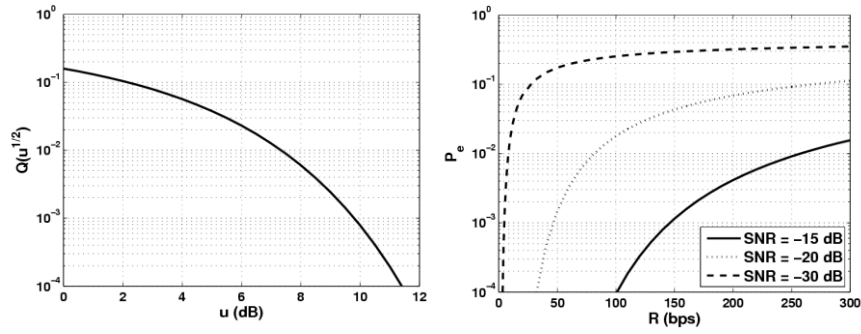 10^0
10^-1
10^-2
10^-3
10^-4
Q(u^1/2)
0 2 4 6 8 10 12
u (dB)
10^0
10^-1
10^-2
10^-3
10^-4
P_e
SNR = −15 dB
SNR = −20 dB
SNR = −30 dB
0 50 100 150 200 250 300
R (bps)